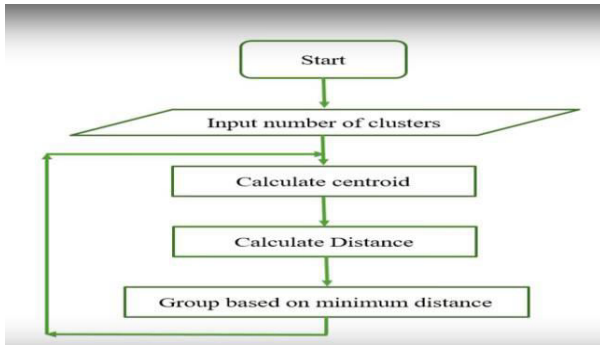 Start
Input number of clusters
Calculate centroid
Calculate Distance
Group based on minimum distance